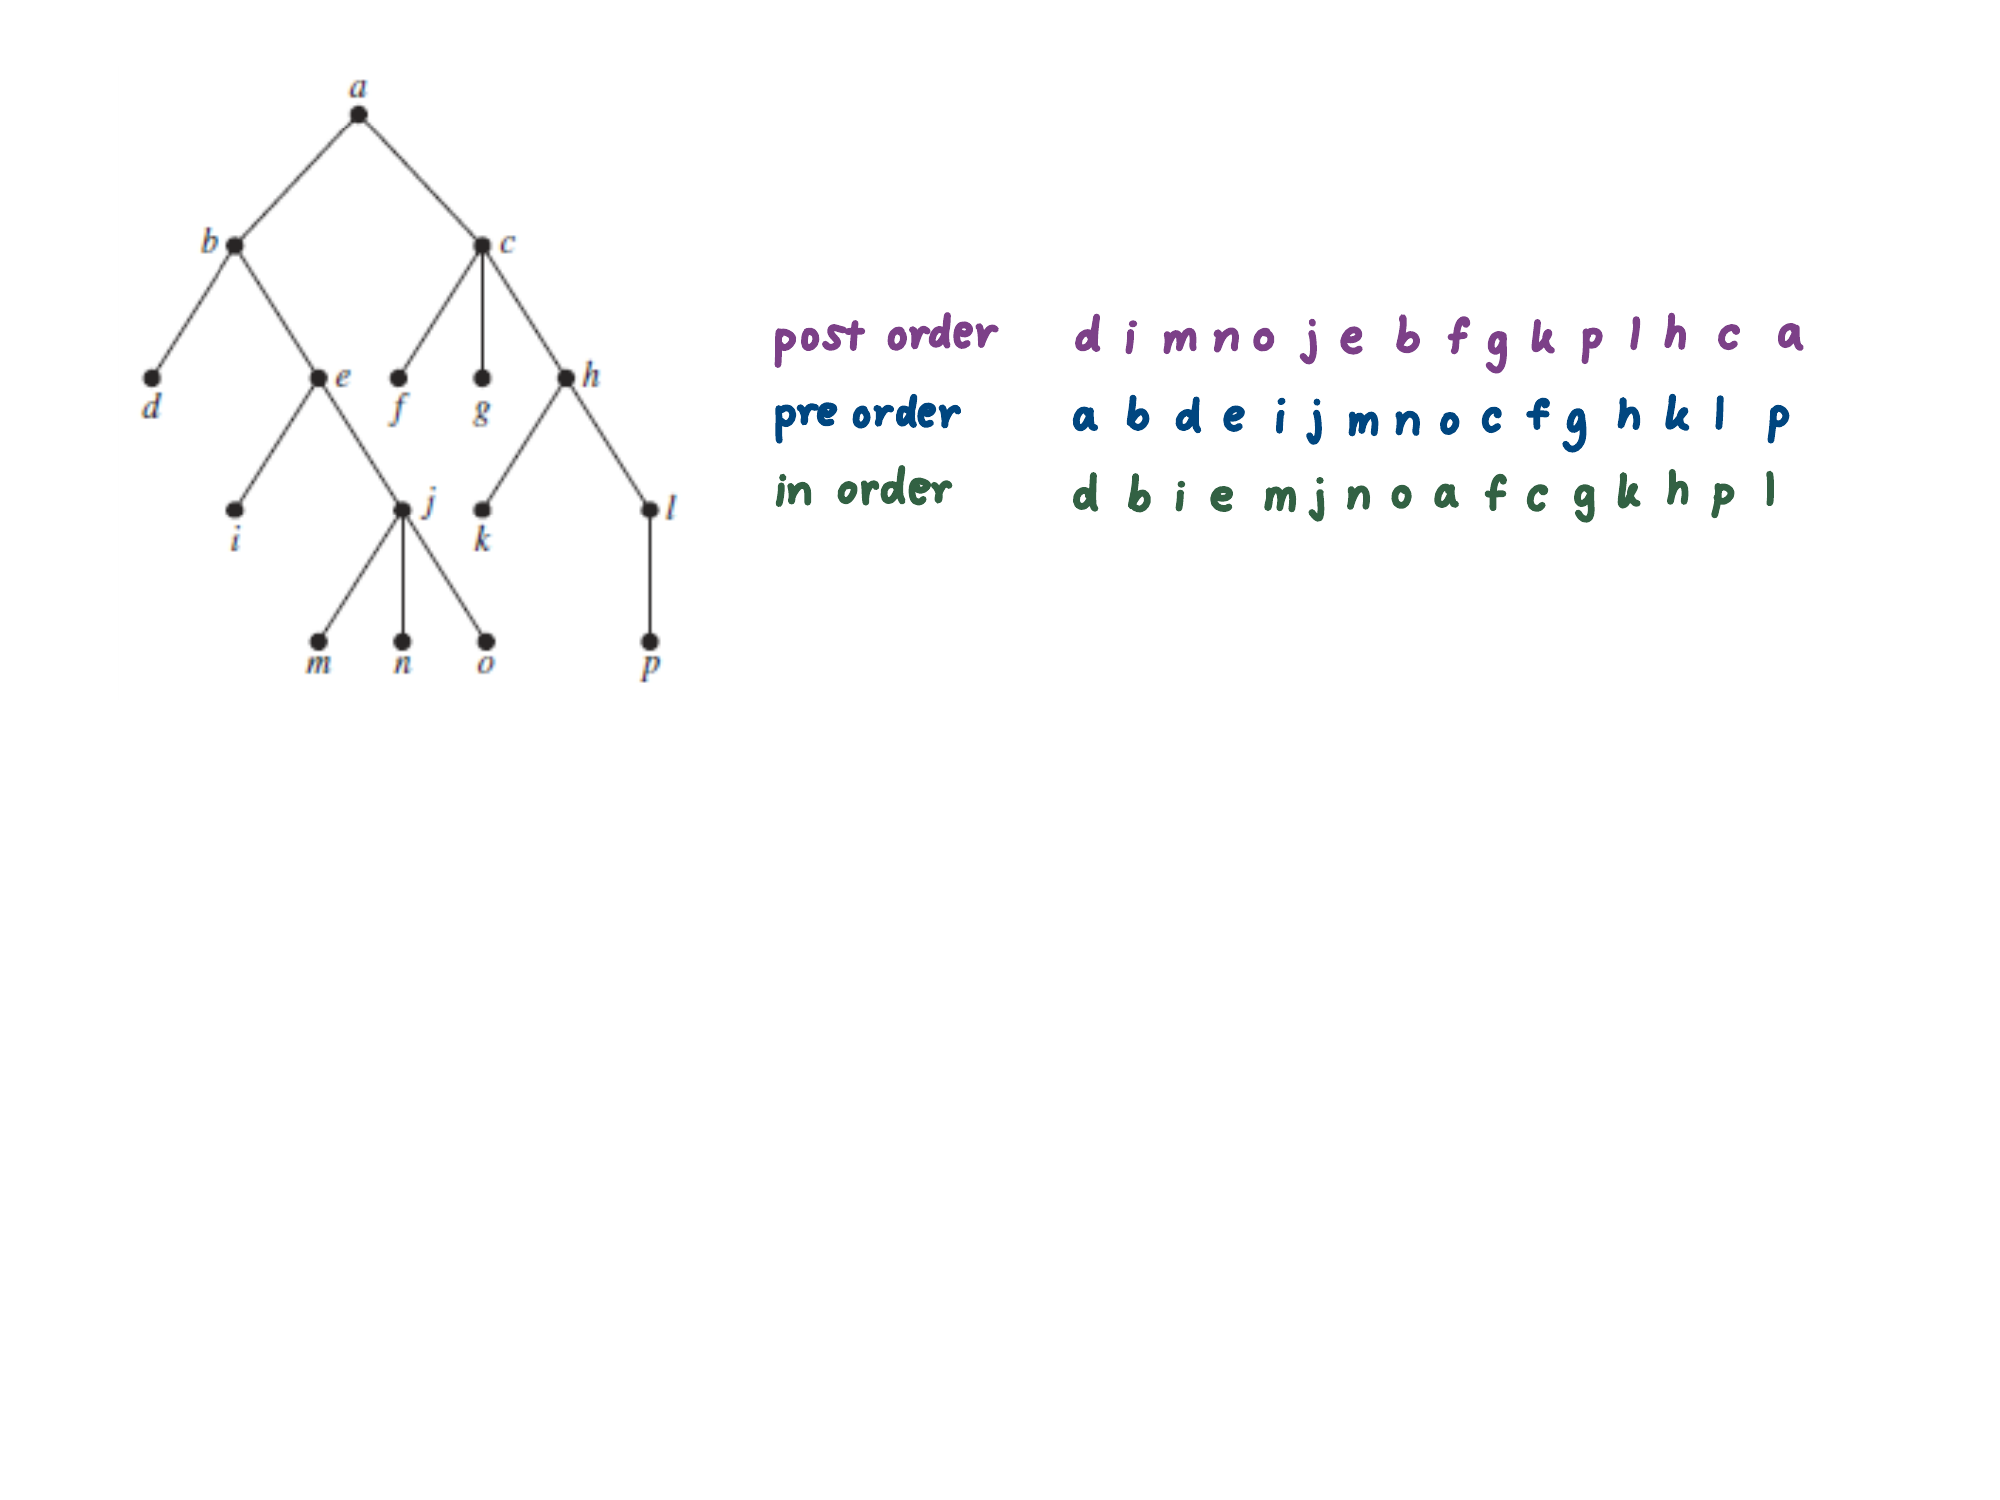 a
b c
d e f g h
i j k l
m n o p
post order d i m n o j e b f g k p l h c a
pre order a b d e i j m n o c f g h k l p
in order d b i e m j n o a f c g k h p l